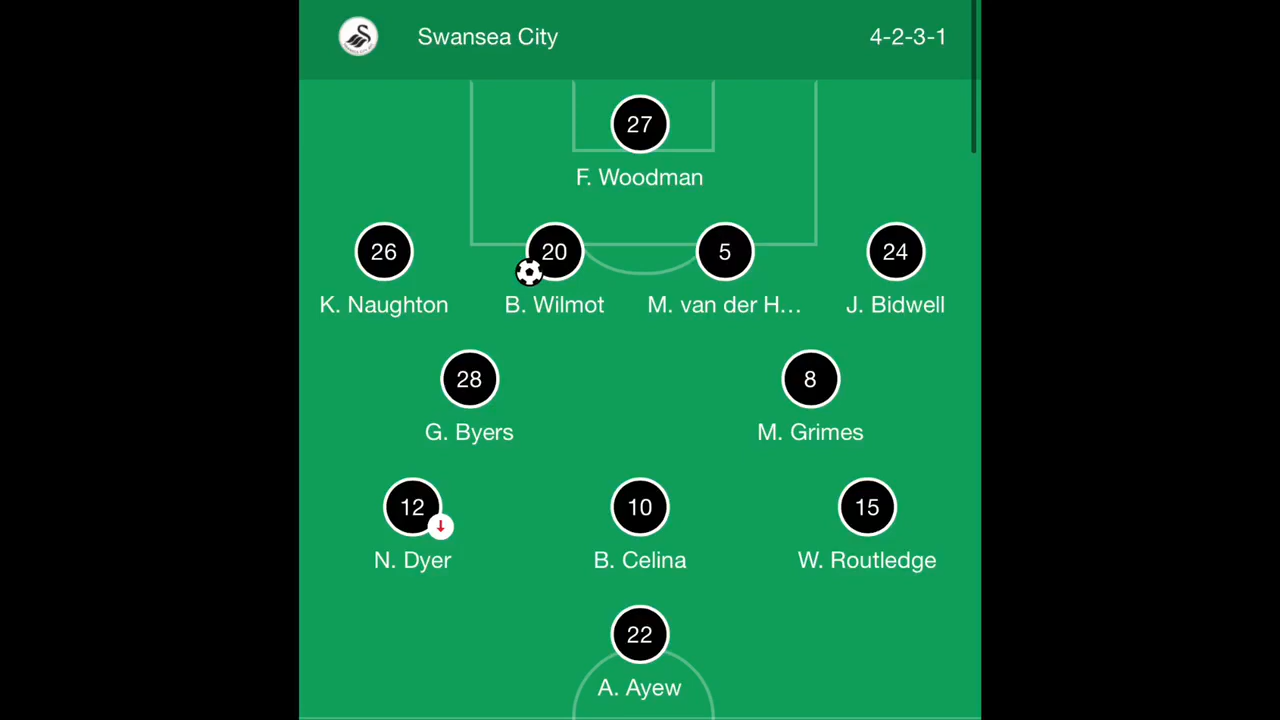 Swansea City 4-2-3-1
27
F. Woodman
26 20 5 24
K. Naughton B. Wilmot M. van der H... J. Bidwell
28 8
G. Byers M. Grimes
12 10 15
N. Dyer B. Celina W. Routledge
22
A. Ayew